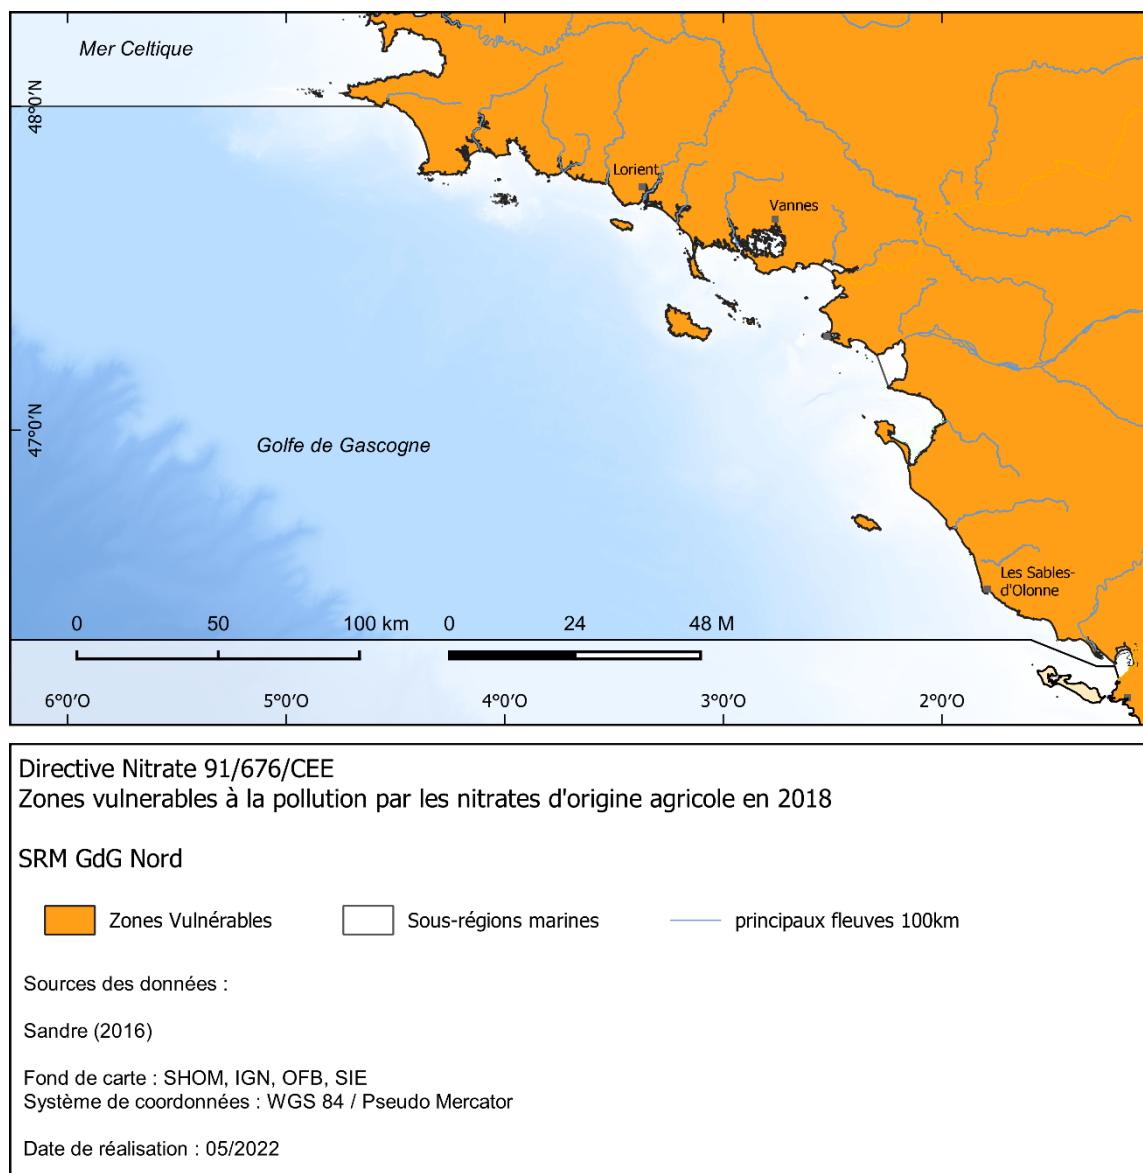 Mer Celtique
48°0'N
Lorient
Vannes
47°0'N
Golfe de Gascogne
Les Sables-
d'Olonne
0 50 100 km 0 24 48 M
6°0'O 5°0'O 4°0'O 3°0'O 2°0'O
Directive Nitrate 91/676/CEE
Zones vulnerables à la pollution par les nitrates d'origine agricole en 2018
SRM GdG Nord
Zones Vulnérables Sous-régions marines principaux fleuves 100km
Sources des données :
Sandre (2016)
Fond de carte : SHOM, IGN, OFB, SIE
Système de coordonnées : WGS 84 / Pseudo Mercator
Date de réalisation : 05/2022